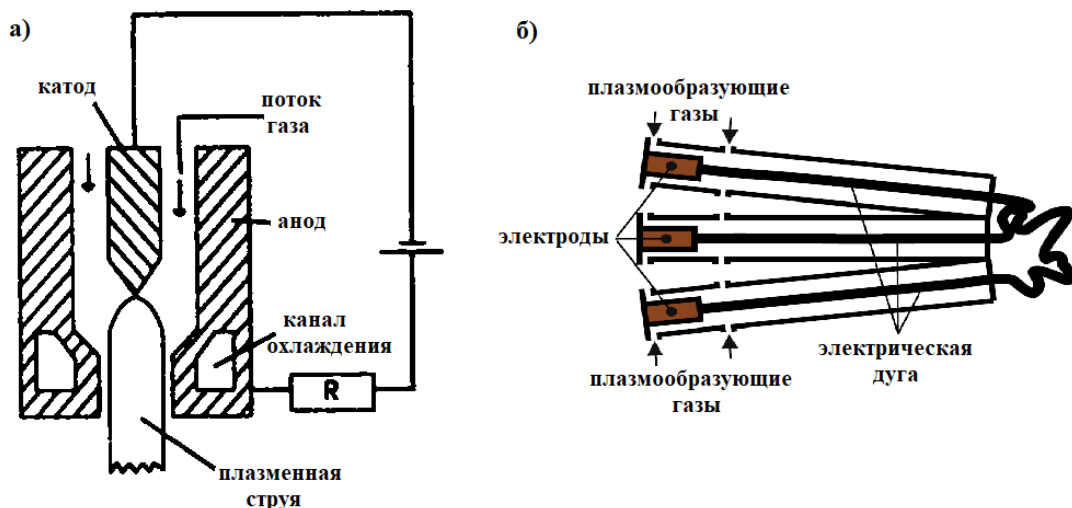 а)
катод
поток
газа
анод
канал
охлаждения
R
плазменная
струя
б)
плазмообразующие
газы
электроды
электрическая
дуга
плазмообразующие
газы